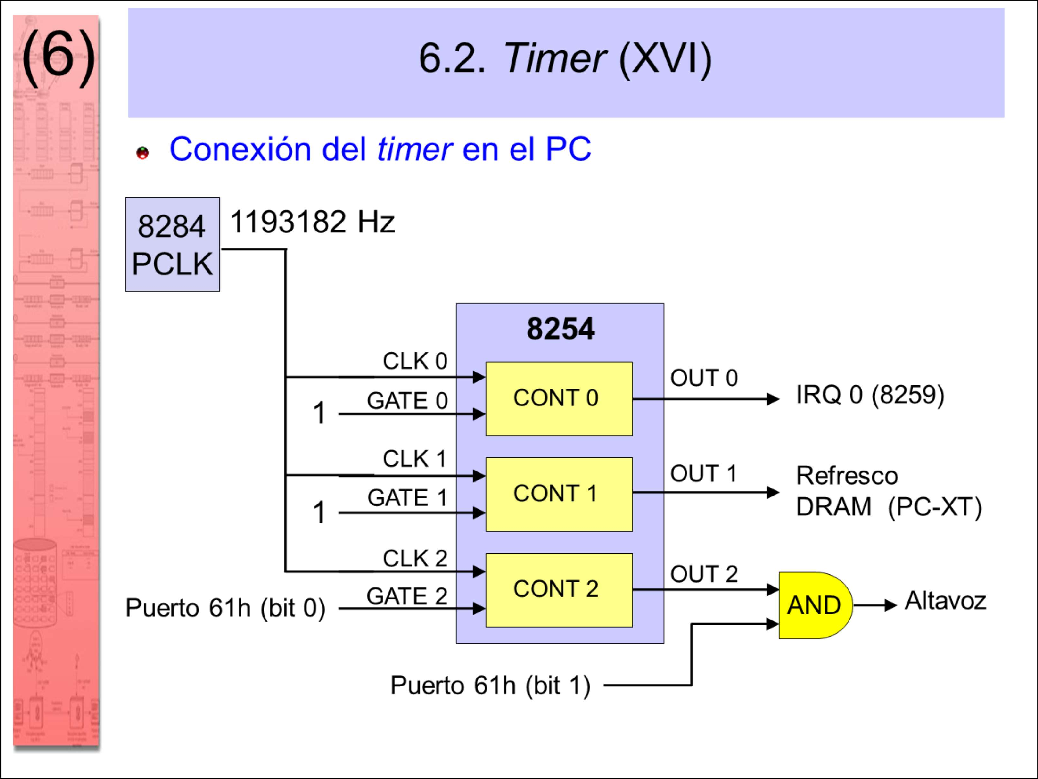 (6)
6.2. Timer (XVI)
Conexión del timer en el PC
8284
PCLK
1193182 Hz
8254
CLK 0
1
GATE 0
CONT 0
OUT 0
IRQ 0 (8259)
CLK 1
1
GATE 1
CONT 1
OUT 1
Refresco
DRAM (PC-XT)
CLK 2
Puerto 61h (bit 0)
GATE 2
CONT 2
OUT 2
AND
Altavoz
Puerto 61h (bit 1)